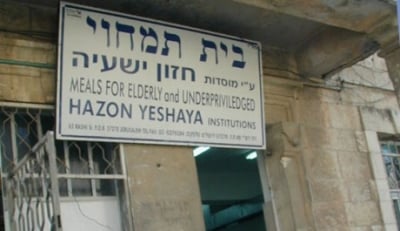 בית תמחוי
ע״י מוסדות חזון ישעיה
MEALS FOR ELDERLY and UNDERPRIVILEDGED
HAZON YESHAYA INSTITUTIONS